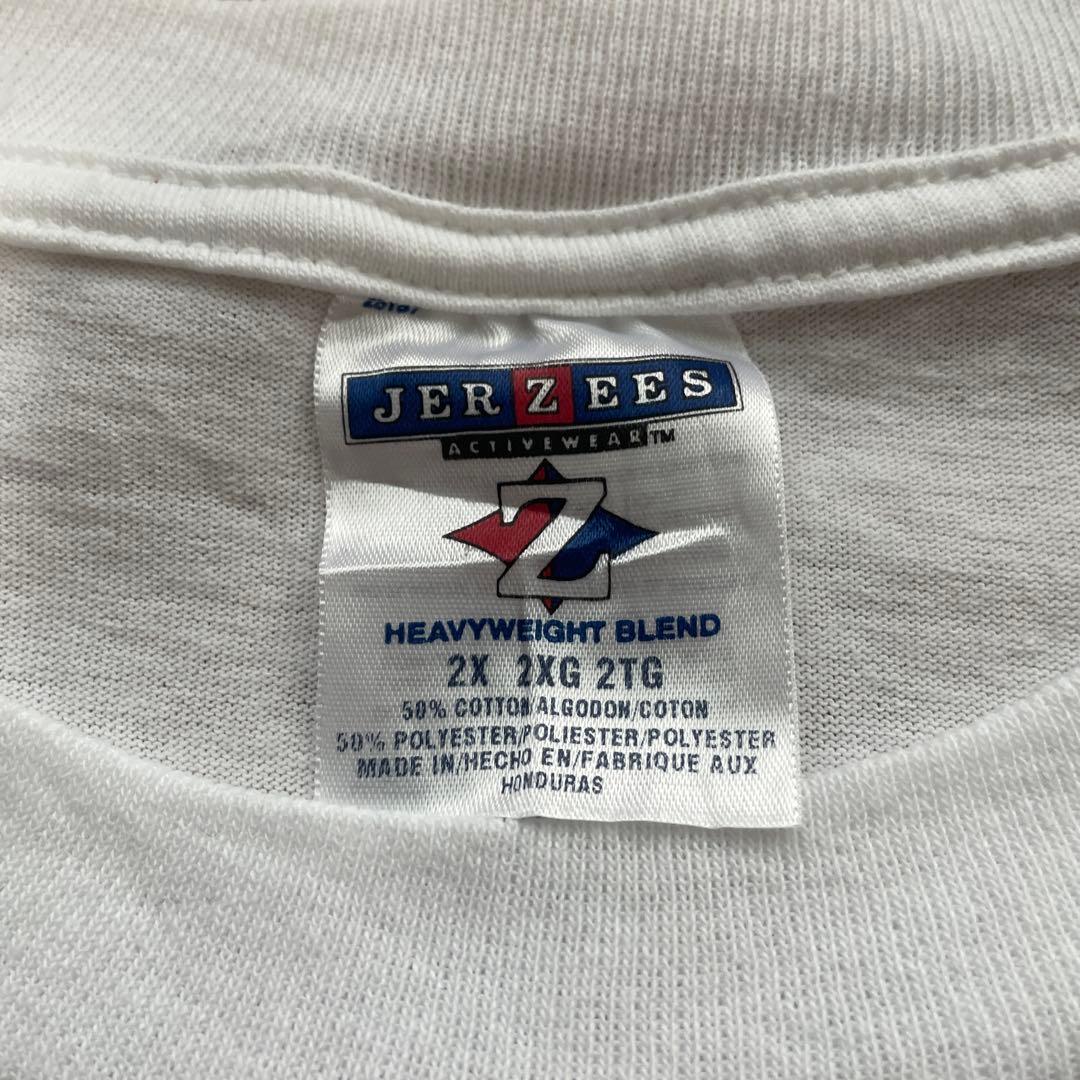 JERZEES
ACTIVEWEAR™
Z
HEAVYWEIGHT BLEND
2X 2XG 2TG
50% COTTON/ALGODON/COTON
50% POLYESTER/POLIESTER/POLYESTER
MADE IN/HECHO EN/FABRIQUE AUX
HONDURAS